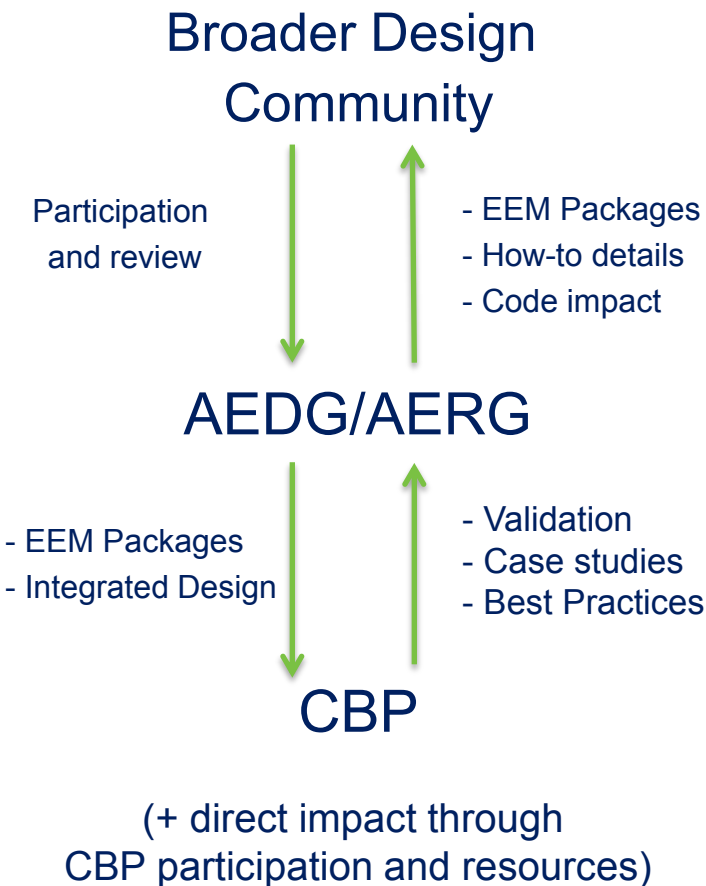 Broader Design
Community
Participation
and review
- EEM Packages
- How-to details
- Code impact
AEDG/AERG
- EEM Packages
- Integrated Design
- Validation
- Case studies
- Best Practices
CBP
(+ direct impact through
CBP participation and resources)